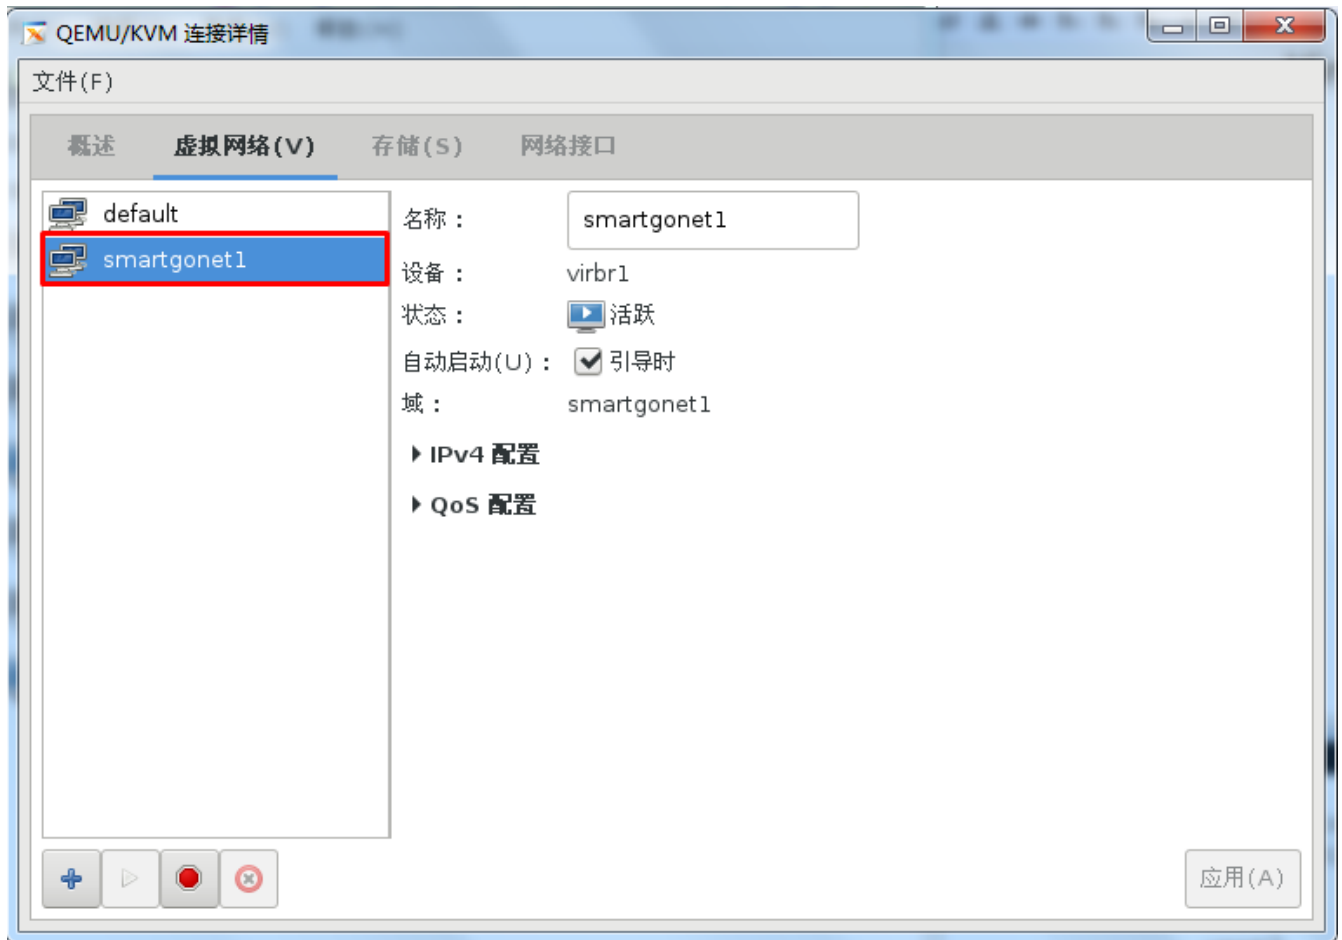 QEMU/KVM 连接详情
文件(F)
概述 虚拟网络(V) 存储(S) 网络接口
default
smartgonet1
名称： smartgonet1
设备： virbr1
状态： 活跃
自动启动(U)： 引导时
域： smartgonet1
IPv4 配置
QoS 配置
应用(A)